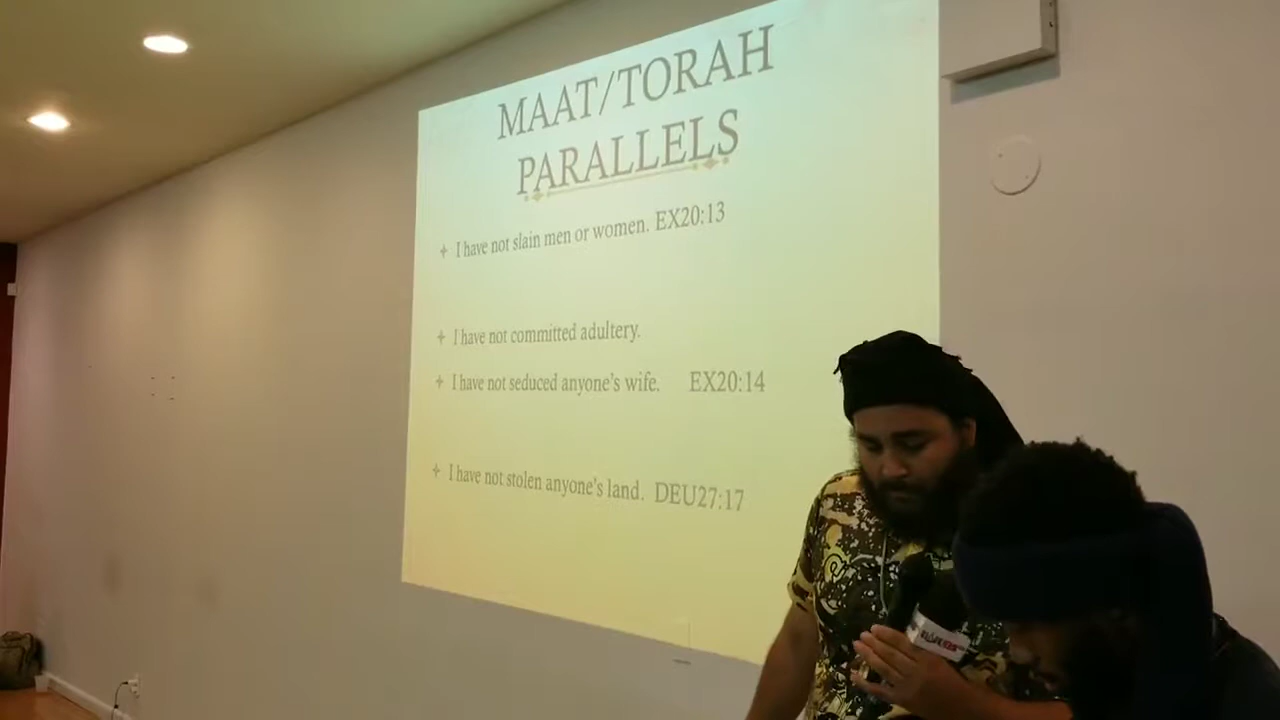 MAAT/TORAH
PARALLELS
I have not slain men or women. EX20:13
I have not committed adultery.
I have not seduced anyone's wife. EX20:14
I have not stolen anyone's land. DEU27:17